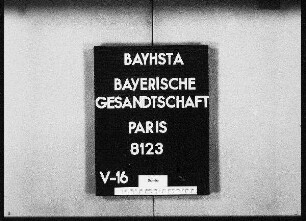 BAYHSTA
BAYERISCHE
GESANDTSCHAFT
PARIS
8123
V-16